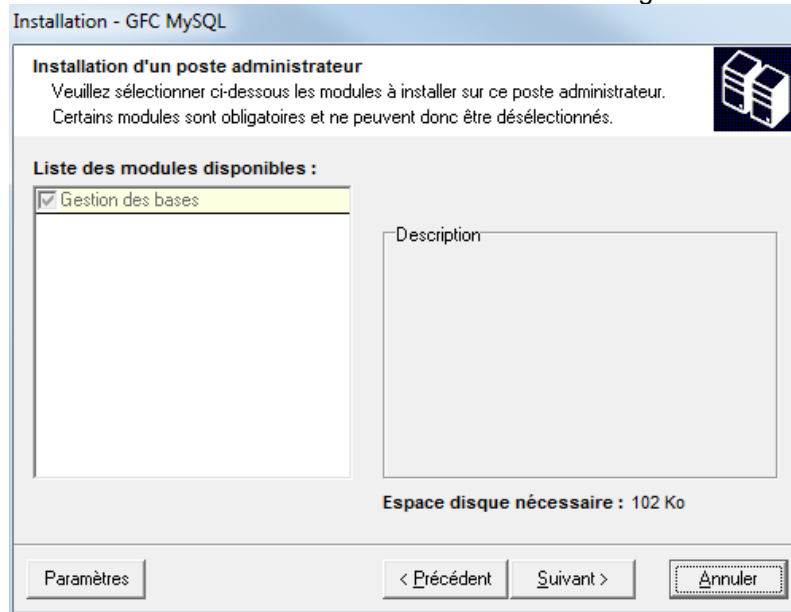 Installation - GFC MySQL
Installation d'un poste administrateur
Veuillez sélectionner ci-dessous les modules à installer sur ce poste administrateur.
Certains modules sont obligatoires et ne peuvent donc être désélectionnés.
Liste des modules disponibles :
Gestion des bases
Description
Espace disque nécessaire : 102 Ko
Paramètres
< Précédent
Suivant >
Annuler